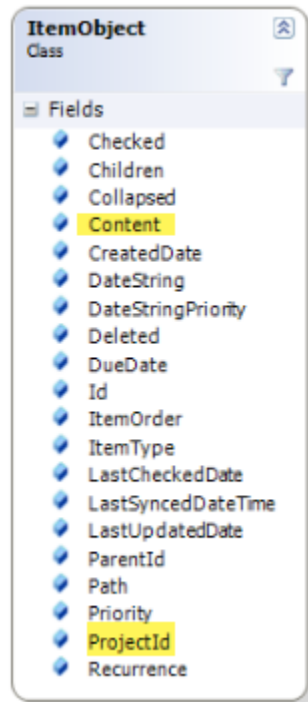 ItemObject
Class
Fields
Checked
Children
Collapsed
Content
CreatedDate
DateString
DateStringPriority
Deleted
DueDate
Id
ItemOrder
ItemType
LastCheckedDate
LastSyncedDateTime
LastUpdatedDate
ParentId
Path
Priority
ProjectId
Recurrence